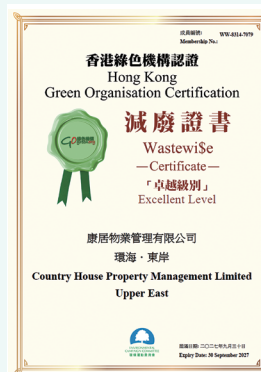 成員編號: WW-8314-7979
Membership No.:
香港綠色機構認證
Hong Kong
Green Organisation Certification
減廢證書
Wastewi$e
—Certificate—
「卓越級別」
Excellent Level
康居物業管理有限公司
環海・東岸
Country House Property Management Limited
Upper East
屆滿日期: 二〇二七年九月三十日
Expiry Date: 30 September 2027